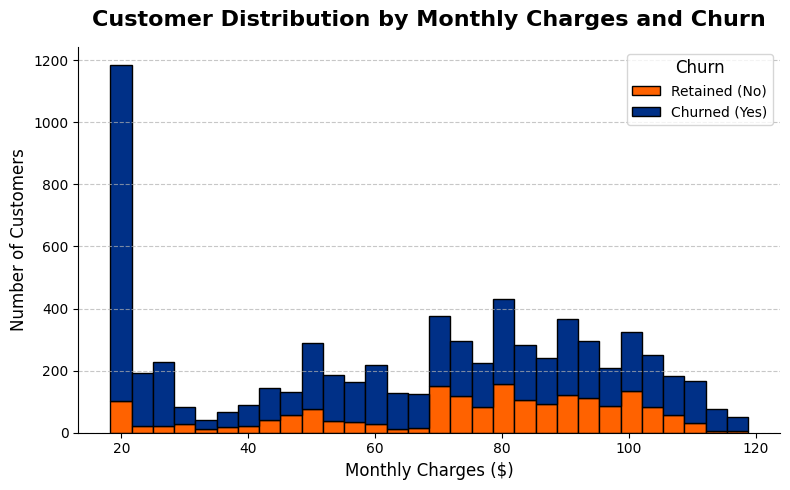 Customer Distribution by Monthly Charges and Churn
Number of Customers
1200
1000
800
600
400
200
0
Churn
Retained (No)
Churned (Yes)
20
40
60
80
100
120
Monthly Charges ($)